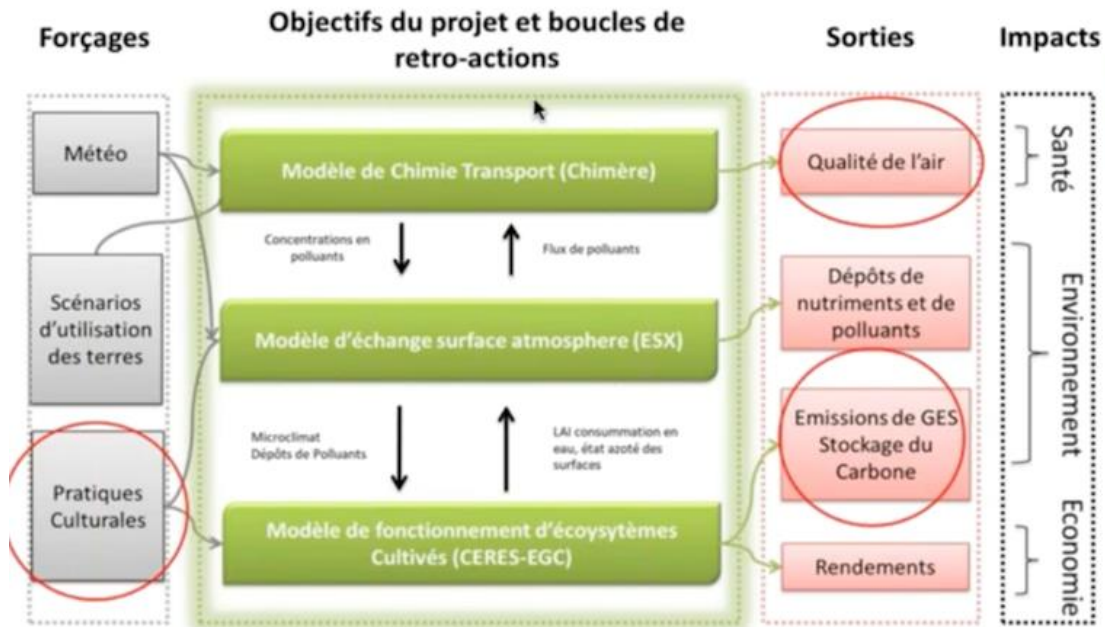 Forçages
Objectifs du projet et boucles de
retro-actions
Sorties
Impacts
Météo
Scénarios
d'utilisation
des terres
Pratiques
Culturales
Modèle de Chimie Transport (Chimère)
Concentrations en
polluants
Flux de polluants
Modèle d'échange surface atmosphere (ESX)
Microclimat
Dépôts de Polluants
LAI consummation en
eau, état azoté des
surfaces
Modèle de fonctionnement d'écoysytèmes
Cultivés (CERES-EGC)
Qualité de l'air
Dépôts de
nutriments et de
polluants
Emissions de GES
Stockage du
Carbone
Rendements
Santé
Environnement
Economie